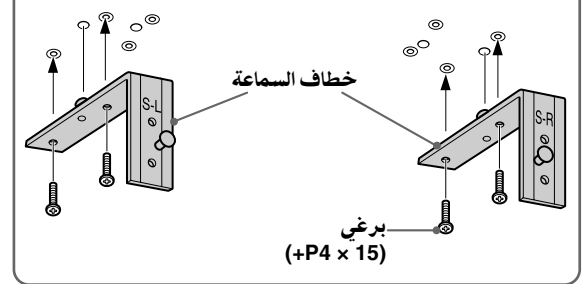 خطاف السماعة
S-L
S-R
برغي
(+P4 × 15)